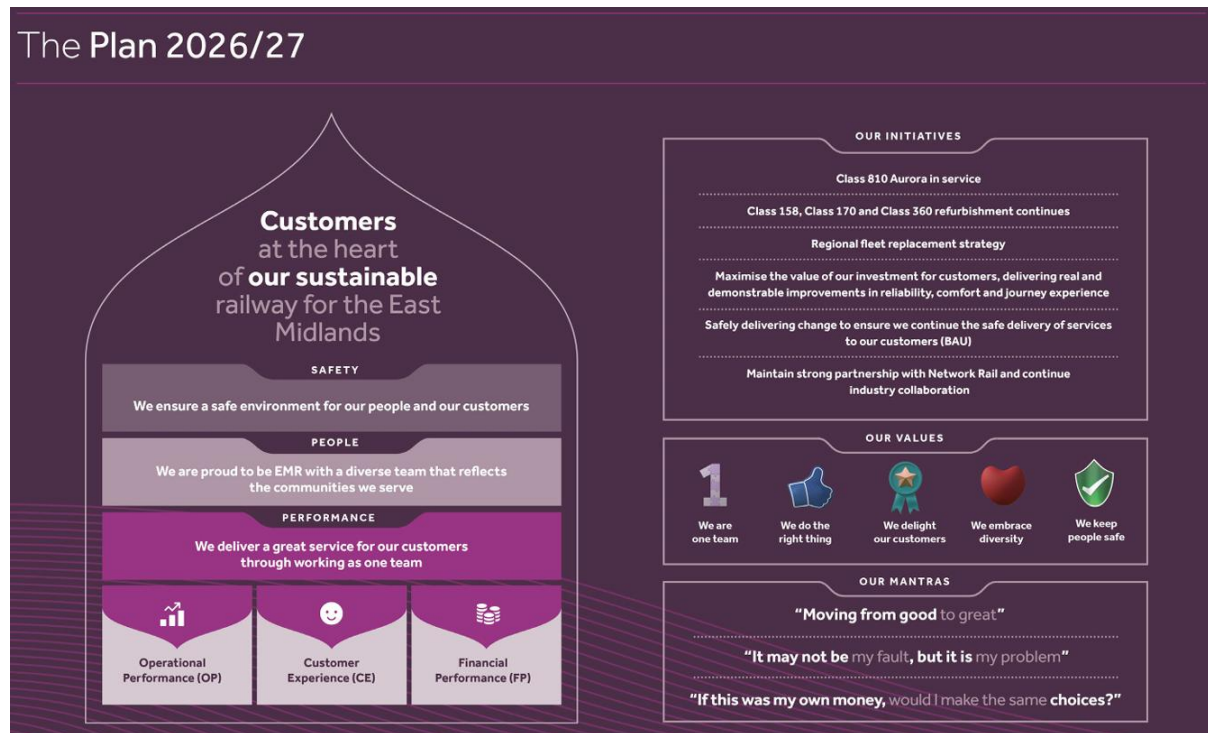 The Plan 2026/27
Customers
at the heart
of our sustainable
railway for the East
Midlands
SAFETY
We ensure a safe environment for our people and our customers
PEOPLE
We are proud to be EMR with a diverse team that reflects
the communities we serve
PERFORMANCE
We deliver a great service for our customers
through working as one team
Operational
Performance (OP)
Customer
Experience (CE)
Financial
Performance (FP)
OUR INITIATIVES
Class 810 Aurora in service
Class 158, Class 170 and Class 360 refurbishment continues
Regional fleet replacement strategy
Maximise the value of our investment for customers, delivering real and
demonstrable improvements in reliability, comfort and journey experience
Safely delivering change to ensure we continue the safe delivery of services
to our customers (BAU)
Maintain strong partnership with Network Rail and continue
industry collaboration
OUR VALUES
1
We are
one team
We do the
right thing
We delight
our customers
We embrace
diversity
We keep
people safe
OUR MANTRAS
“Moving from good to great”
“It may not be my fault, but it is my problem”
“If this was my own money, would I make the same choices?”